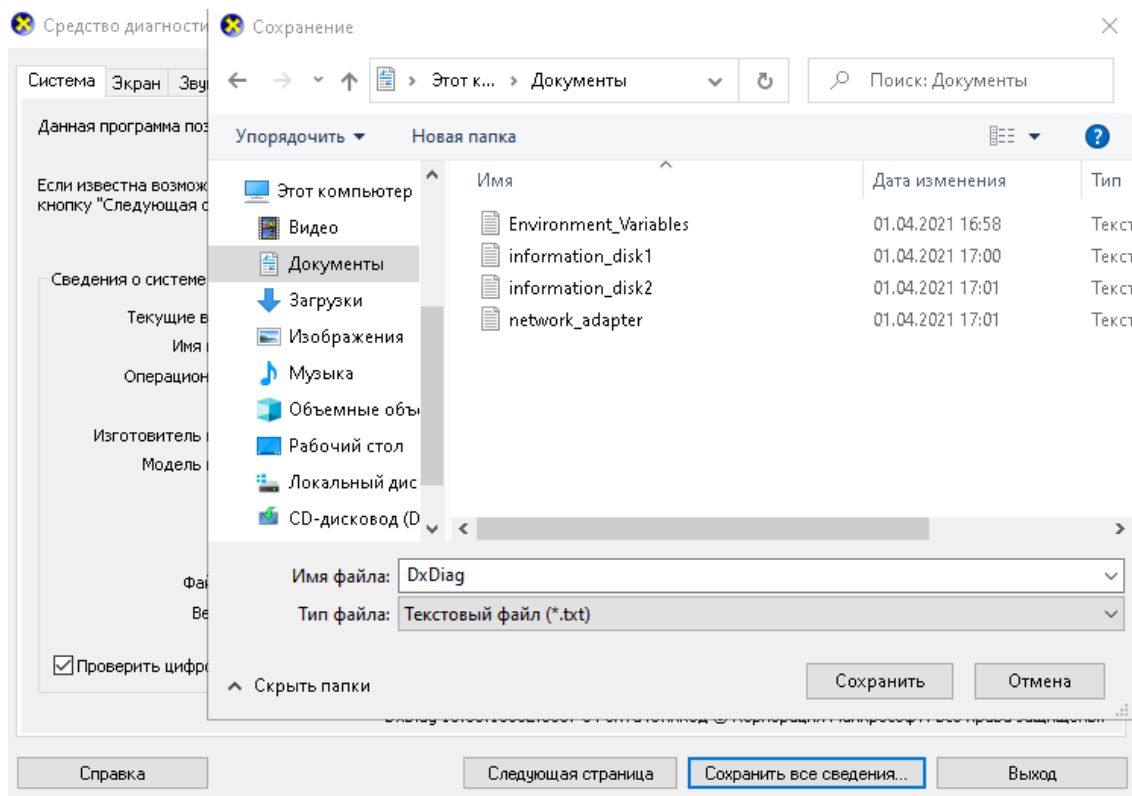 Средство диагности
Сохранение
Система Экран Зву
Этот к... Документы
Поиск: Документы
Данная программа поз
Упорядочить Новая папка
Если известна возмож
кнопку "Следующая с
Этот компьютер
Видео
Документы
Загрузки
Изображения
Музыка
Объемные объ
Рабочий стол
Локальный дис
CD-дисковод (D
Имя Дата изменения Тип
Environment_Variables 01.04.2021 16:58 Текст
information_disk1 01.04.2021 17:00 Текст
information_disk2 01.04.2021 17:01 Текст
network_adapter 01.04.2021 17:01 Текст
Сведения о системе
Текущие в
Имя
Операцион
Изготовитель
Модель
Фай
Ве
Имя файла: DxDiag
Тип файла: Текстовый файл (*.txt)
Проверить цифро
Скрыть папки
Сохранить Отмена
Справка Следующая страница Сохранить все сведения... Выход